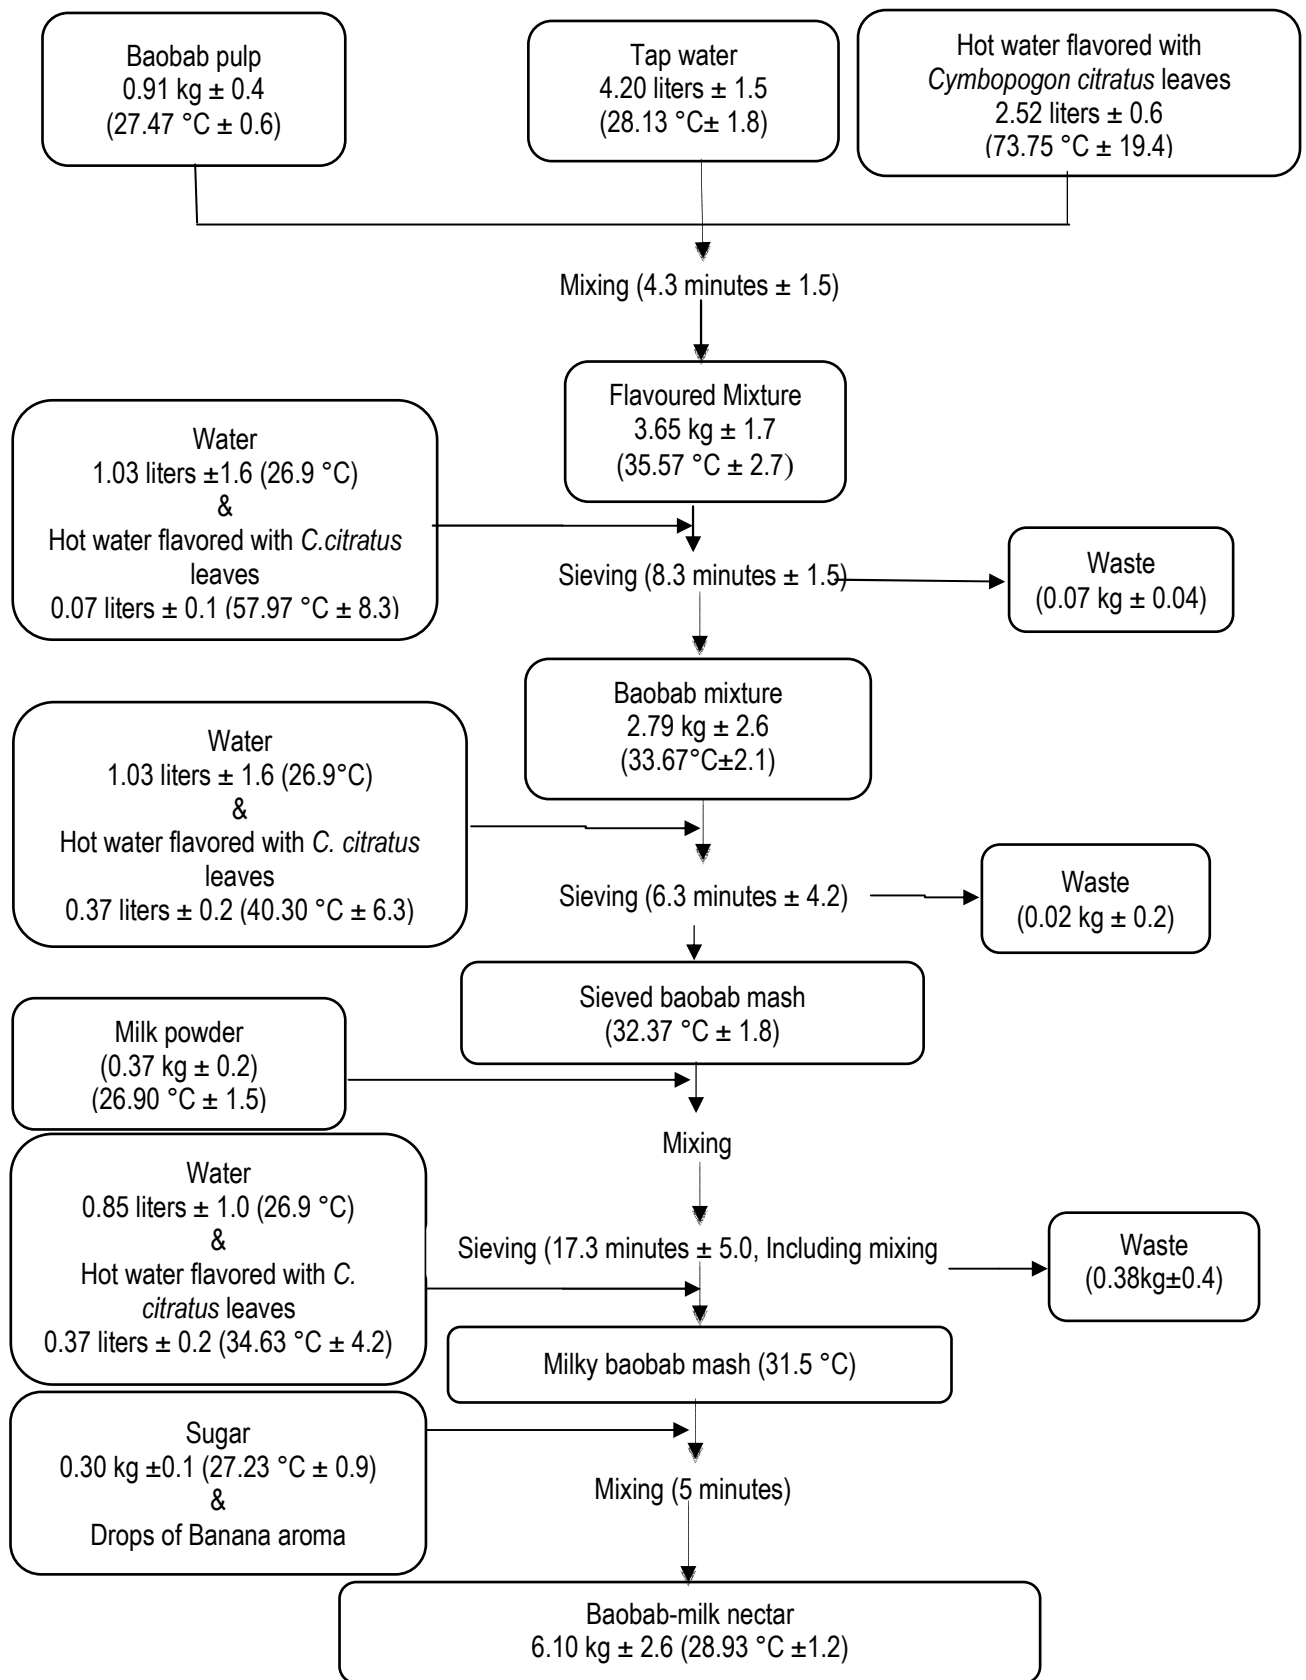 Baobab pulp
0.91 kg ± 0.4
(27.47 °C ± 0.6)
Tap water
4.20 liters ± 1.5
(28.13 °C± 1.8)
Hot water flavored with
Cymbopogon citratus leaves
2.52 liters ± 0.6
(73.75 °C ± 19.4)
Mixing (4.3 minutes ± 1.5)
Flavoured Mixture
3.65 kg ± 1.7
(35.57 °C ± 2.7)
Water
1.03 liters ±1.6 (26.9 °C)
&
Hot water flavored with C.citratus
leaves
0.07 liters ± 0.1 (57.97 °C ± 8.3)
Sieving (8.3 minutes ± 1.5)
Waste
(0.07 kg ± 0.04)
Baobab mixture
2.79 kg ± 2.6
(33.67°C±2.1)
Water
1.03 liters ± 1.6 (26.9°C)
&
Hot water flavored with C. citratus
leaves
0.37 liters ± 0.2 (40.30 °C ± 6.3)
Sieving (6.3 minutes ± 4.2)
Waste
(0.02 kg ± 0.2)
Sieved baobab mash
(32.37 °C ± 1.8)
Milk powder
(0.37 kg ± 0.2)
(26.90 °C ± 1.5)
Mixing
Water
0.85 liters ± 1.0 (26.9 °C)
&
Hot water flavored with C.
citratus leaves
0.37 liters ± 0.2 (34.63 °C ± 4.2)
Sieving (17.3 minutes ± 5.0, Including mixing
Waste
(0.38kg±0.4)
Milky baobab mash (31.5 °C)
Sugar
0.30 kg ±0.1 (27.23 °C ± 0.9)
&
Drops of Banana aroma
Mixing (5 minutes)
Baobab-milk nectar
6.10 kg ± 2.6 (28.93 °C ±1.2)